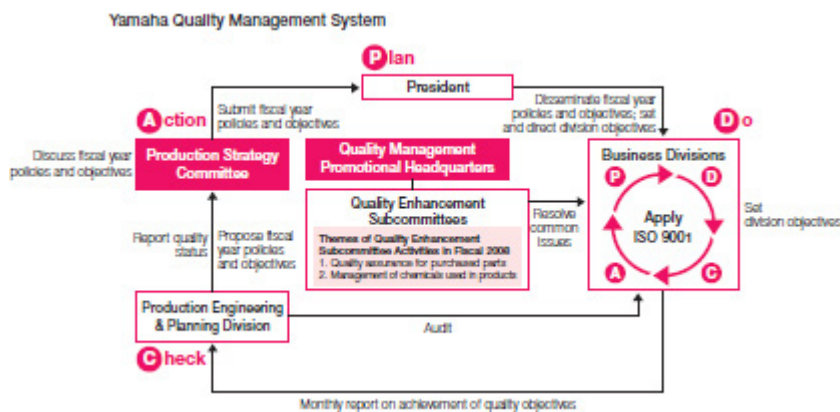 Yamaha Quality Management System
Plan
President
Action
Submit fiscal year
policies and objectives
Disseminate fiscal year
policies and objectives; set
and direct division objectives
Do
Discuss fiscal year
policies and objectives
Production Strategy
Committee
Quality Management
Promotional Headquarters
Business Divisions
P
D
Apply
ISO 9001
A
C
Set
division objectives
Quality Enhancement
Subcommittees
Themes of Quality Enhancement
Subcommittee Activities in Fiscal 2008
1. Quality assurance for purchased parts
2. Management of chemicals used in products
Resolve
common
issues
Report quality
status
Propose fiscal
year policies
and objectives
Production Engineering
& Planning Division
Audit
Check
Monthly report on achievement of quality objectives